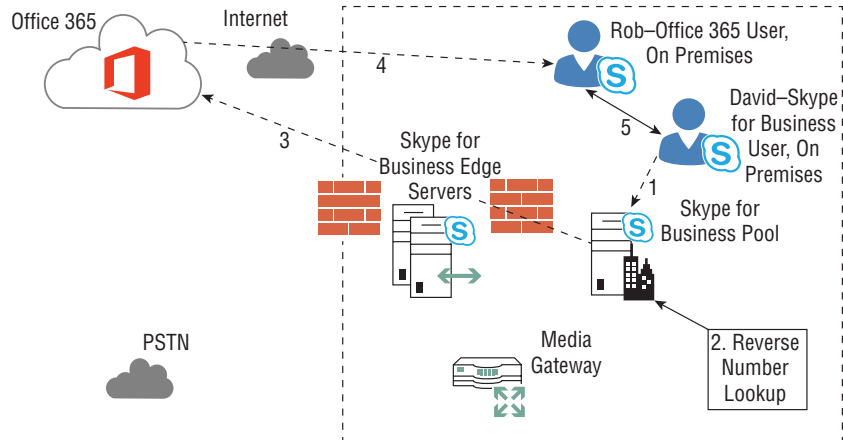 Office 365
Internet
Rob–Office 365 User,
On Premises
4
David–Skype
for Business
User, On
Premises
5
3
Skype for
Business Edge
Servers
1
Skype for
Business Pool
S
S
S
S
PSTN
Media
Gateway
2. Reverse
Number
Lookup